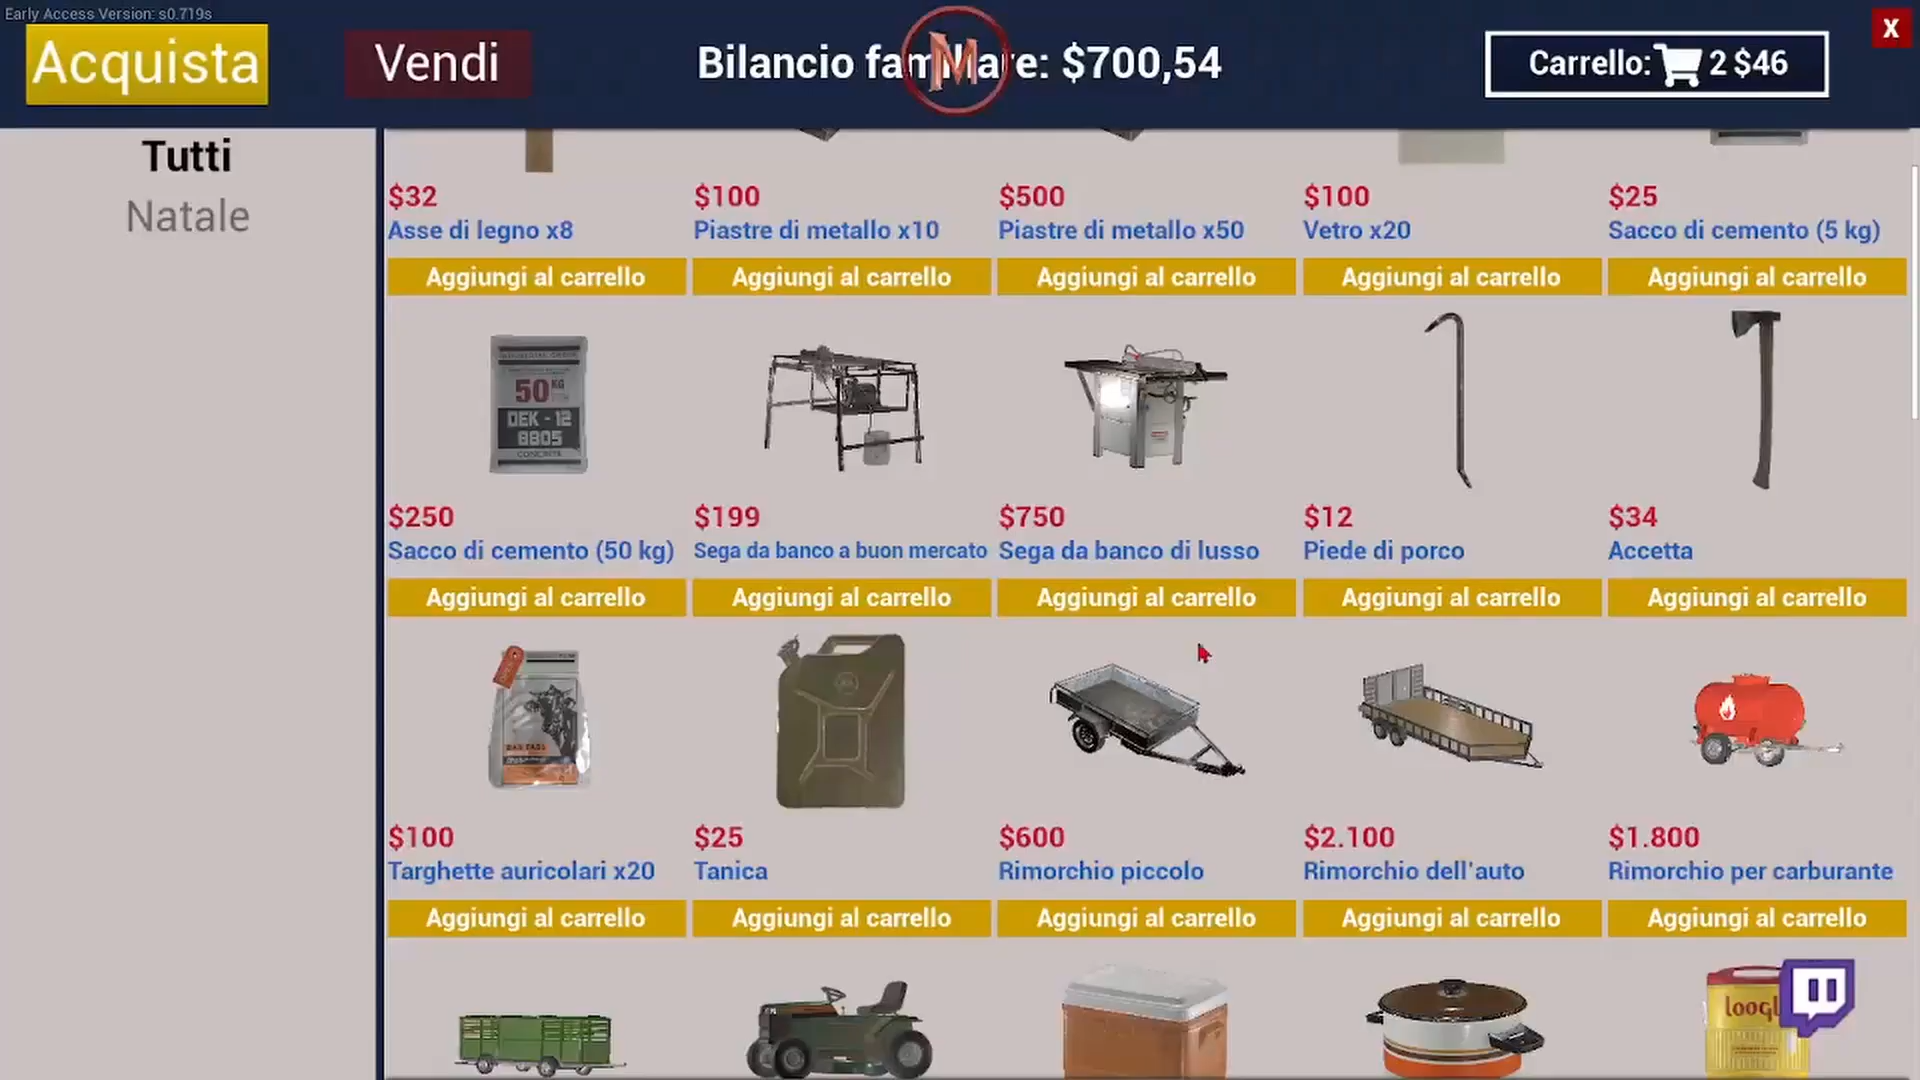 Early Access Version: s0.719s
Acquista
Vendi
Bilancio familiare: $700,54
Carrello: 2 $46
X
Tutti
Natale
$32
Asse di legno x8
Aggiungi al carrello
$100
Piastre di metallo x10
Aggiungi al carrello
$500
Piastre di metallo x50
Aggiungi al carrello
$100
Vetro x20
Aggiungi al carrello
$25
Sacco di cemento (5 kg)
Aggiungi al carrello
50 KG
DEK - 12
8805
CONCRETE
$250
Sacco di cemento (50 kg)
Aggiungi al carrello
$199
Sega da banco a buon mercato
Aggiungi al carrello
$750
Sega da banco di lusso
Aggiungi al carrello
$12
Piede di porco
Aggiungi al carrello
$34
Accetta
Aggiungi al carrello
$100
Targhette auricolari x20
Aggiungi al carrello
$25
Tanica
Aggiungi al carrello
$600
Rimorchio piccolo
Aggiungi al carrello
$2.100
Rimorchio dell'auto
Aggiungi al carrello
$1.800
Rimorchio per carburante
Aggiungi al carrello